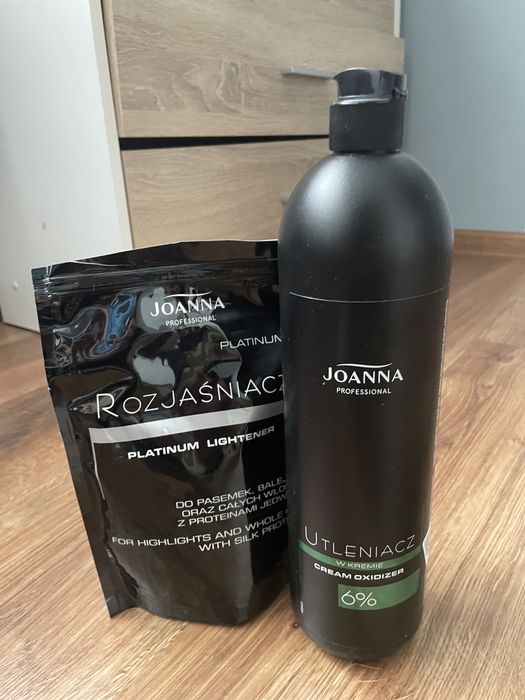 JOANNA
PROFESSIONAL
PLATINUM
ROZJAŚNIACZ
PLATINUM LIGHTENER
DO PASEMEK, BALE
ORAZ CAŁYCH WŁO
Z PROTEINAMI JEDW
FOR HIGHLIGHTS AND WHOLE
WITH SILK PROT
JOANNA
PROFESSIONAL
UTLENIACZ
W KREMIE
CREAM OXIDIZER
6%